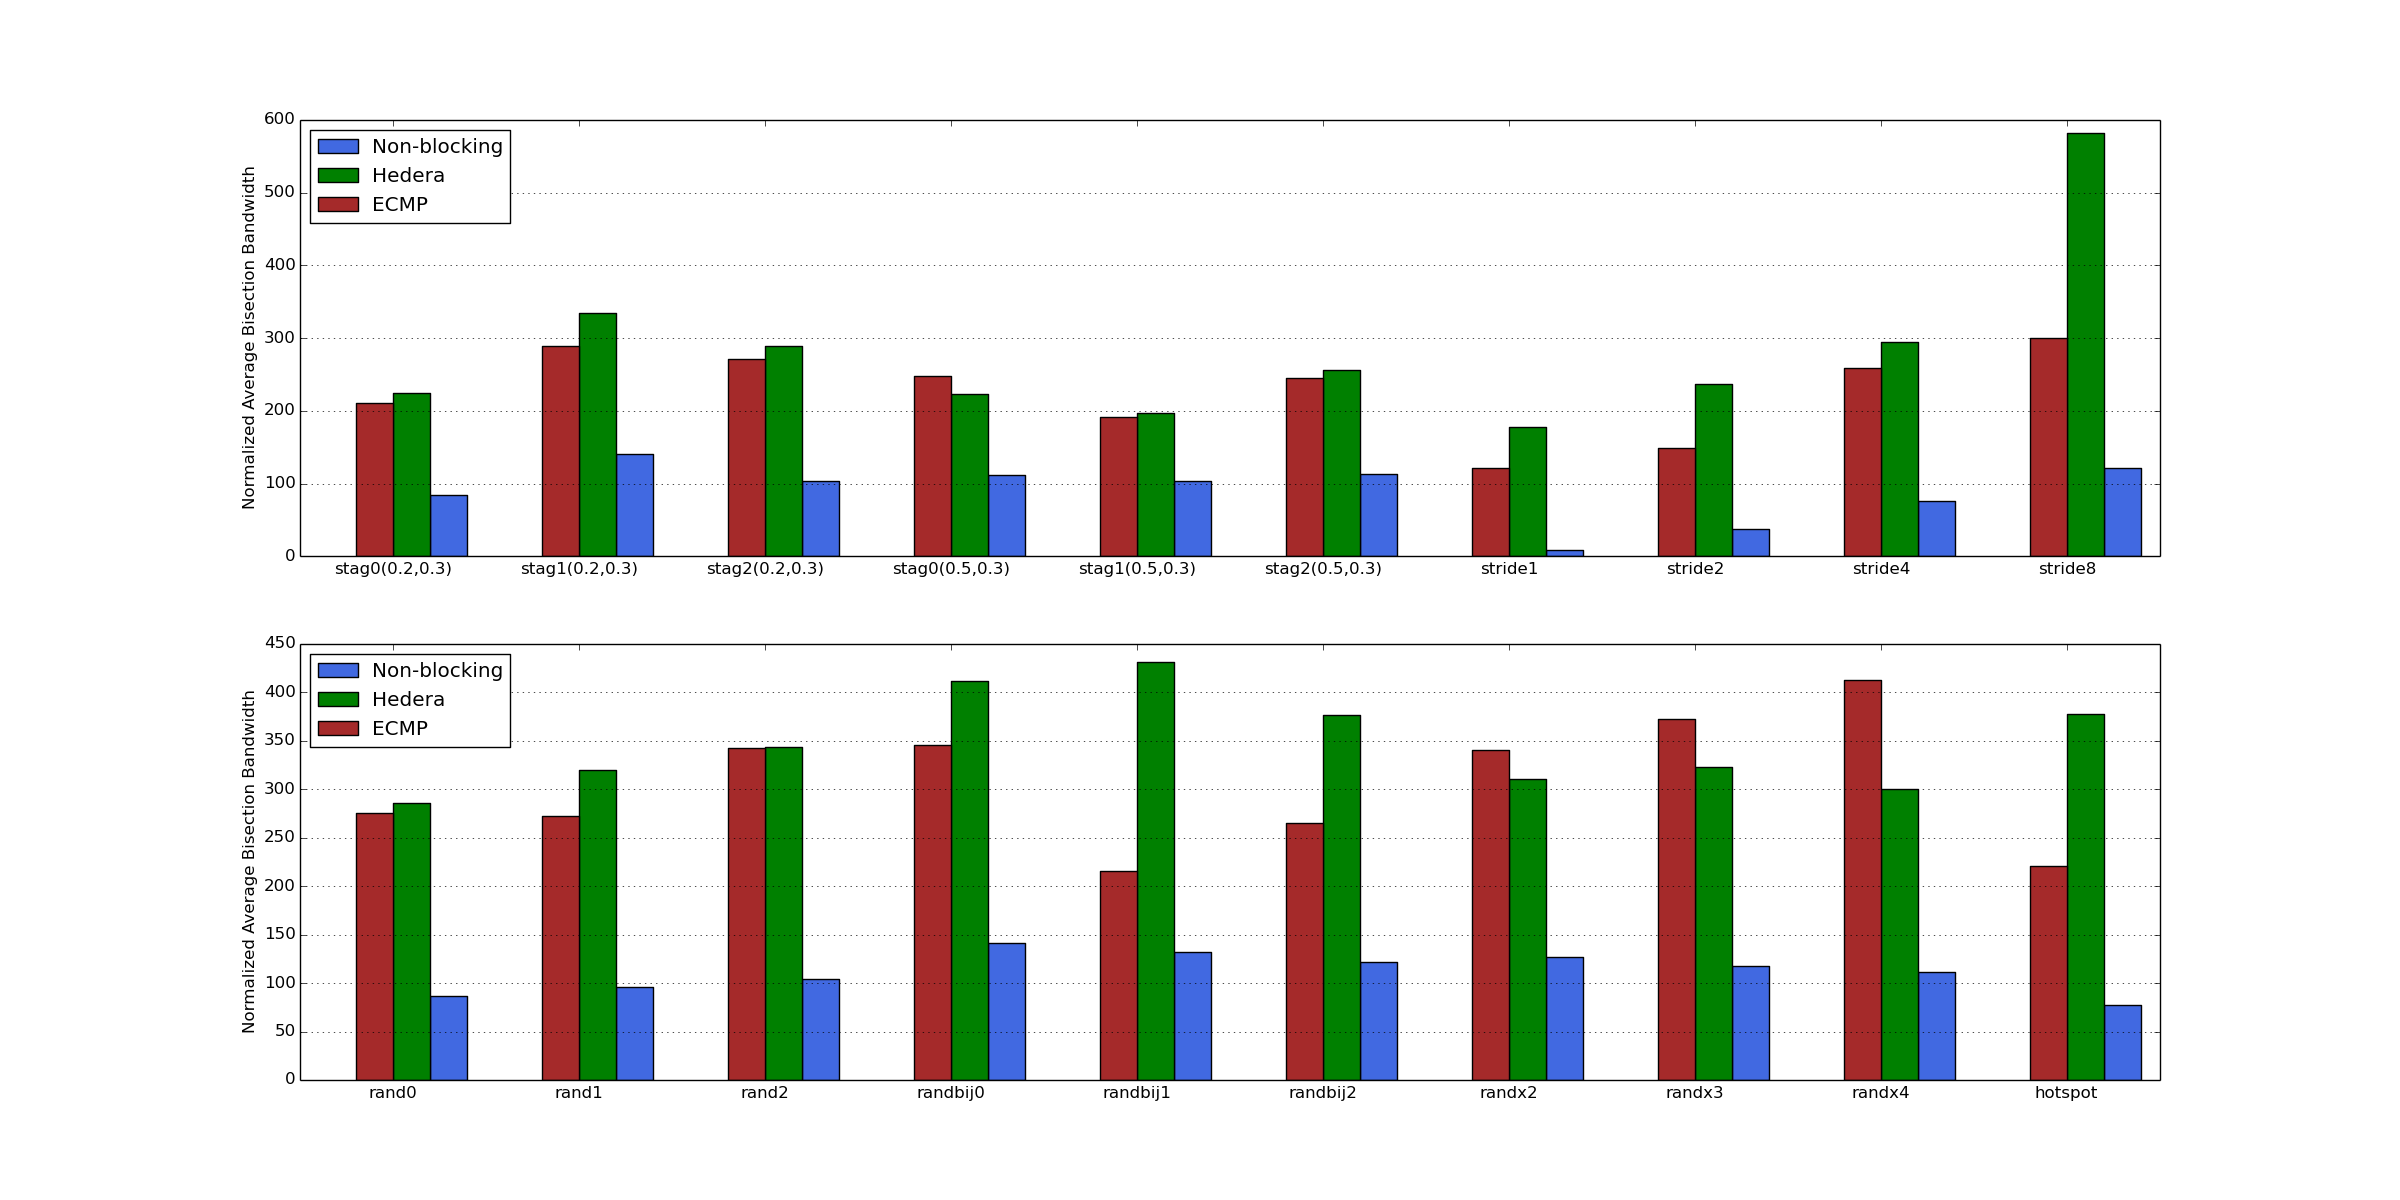 600
500
400
300
200
100
0
Normalized Average Bisection Bandwidth
Non-blocking
Hedera
ECMP
stag0(0.2,0.3) stag1(0.2,0.3) stag2(0.2,0.3) stag0(0.5,0.3) stag1(0.5,0.3) stag2(0.5,0.3) stride1 stride2 stride4 stride8
450
400
350
300
250
200
150
100
50
0
Normalized Average Bisection Bandwidth
Non-blocking
Hedera
ECMP
rand0 rand1 rand2 randbij0 randbij1 randbij2 randx2 randx3 randx4 hotspot